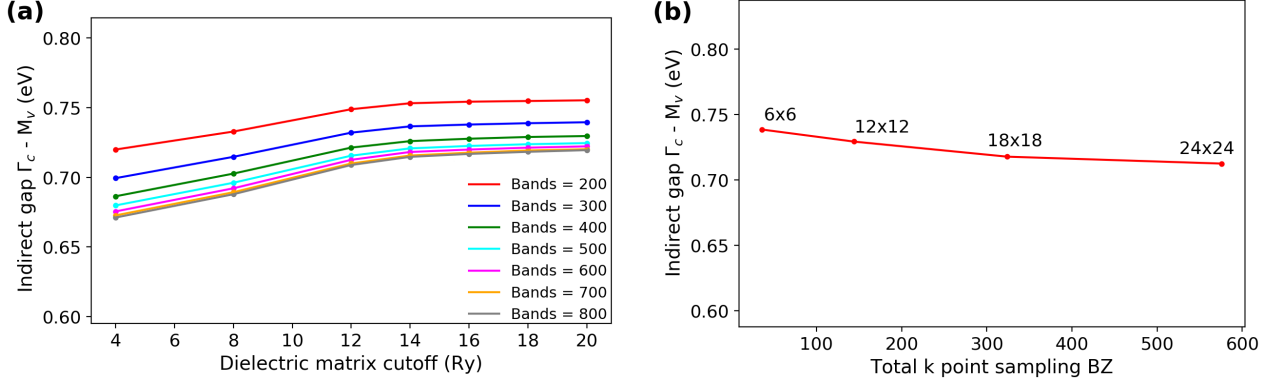 (a)
Indirect gap Γc - Mv (eV)
0.80
0.75
0.70
0.65
0.60
4 6 8 10 12 14 16 18 20
Dielectric matrix cutoff (Ry)
Bands = 200
Bands = 300
Bands = 400
Bands = 500
Bands = 600
Bands = 700
Bands = 800
(b)
Indirect gap Γc - Mv (eV)
0.80
0.75
0.70
0.65
0.60
6x6
12x12
18x18
24x24
100 200 300 400 500 600
Total k point sampling BZ